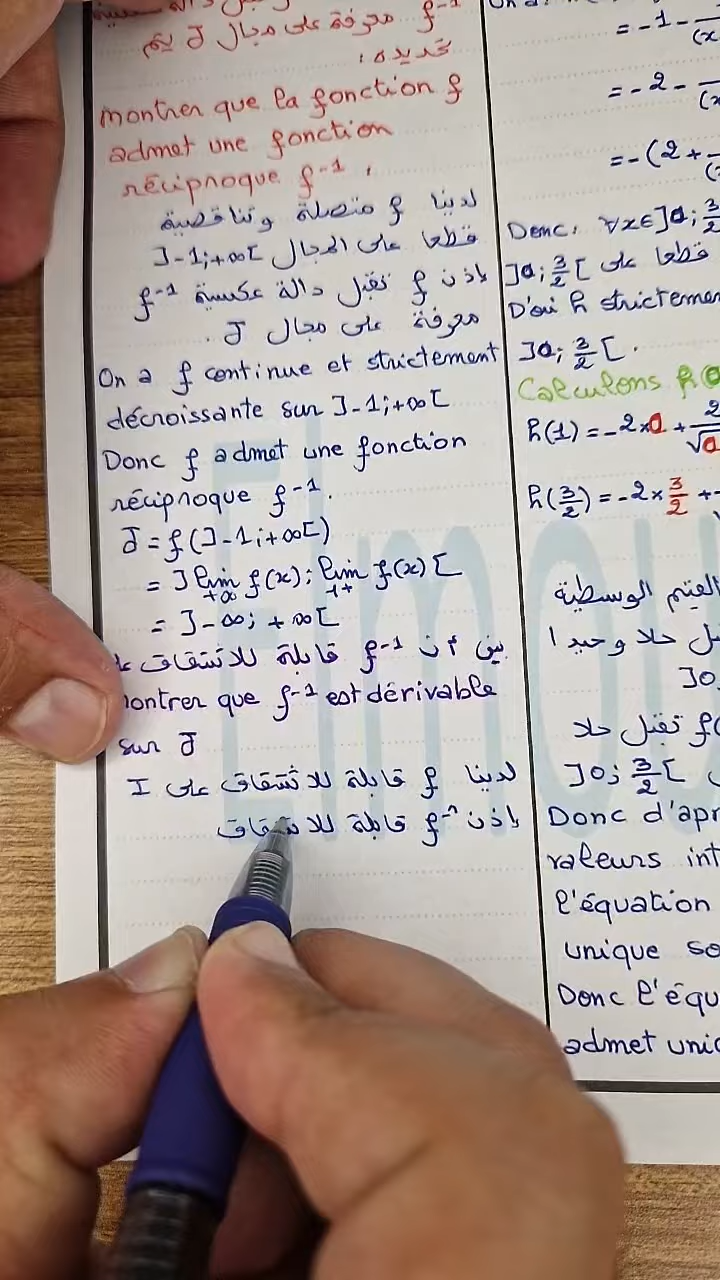 f⁻¹ معرفة على مجال J يتم
تحديده :
montrer que la fonction f
admet une fonction
réciproque f⁻¹.
لدينا f متصلة وتناقصية
قطعا على المجال ]-1;+∞[
إذن f تقبل دالة عكسية f⁻¹
معرفة على مجال J .
On a f continue et strictement
décroissante sur ]-1;+∞[
Donc f admet une fonction
réciproque f⁻¹.
J = f(]-1;+∞[)
= ]lim f(x); lim f(x)[
+∞ -1+
= ]-∞; +∞[
بين أن f⁻¹ قابلة للاشتقاق
ontrer que f⁻¹ est dérivable
sur J
لدينا f قابلة للاشتقاق على I
إذن f⁻¹ قابلة للاشتقاق
= -1 -
(x
= -2 -
= -(2 +
Donc, ∀x∈]0; 3/2
]0; 3/2[ قطعا على
D'où h strictemen
]0; 3/2[ .
Calculons h(
h(1) = -2×0 + 2/√0
h(3/2) = -2× 3/2 +
القيم الوسطية
حلا وحيدا
]0
تقبل حلا
]0; 3/2[
Donc d'apr
valeurs int
l'équation
unique so
Donc l'équ
admet uni